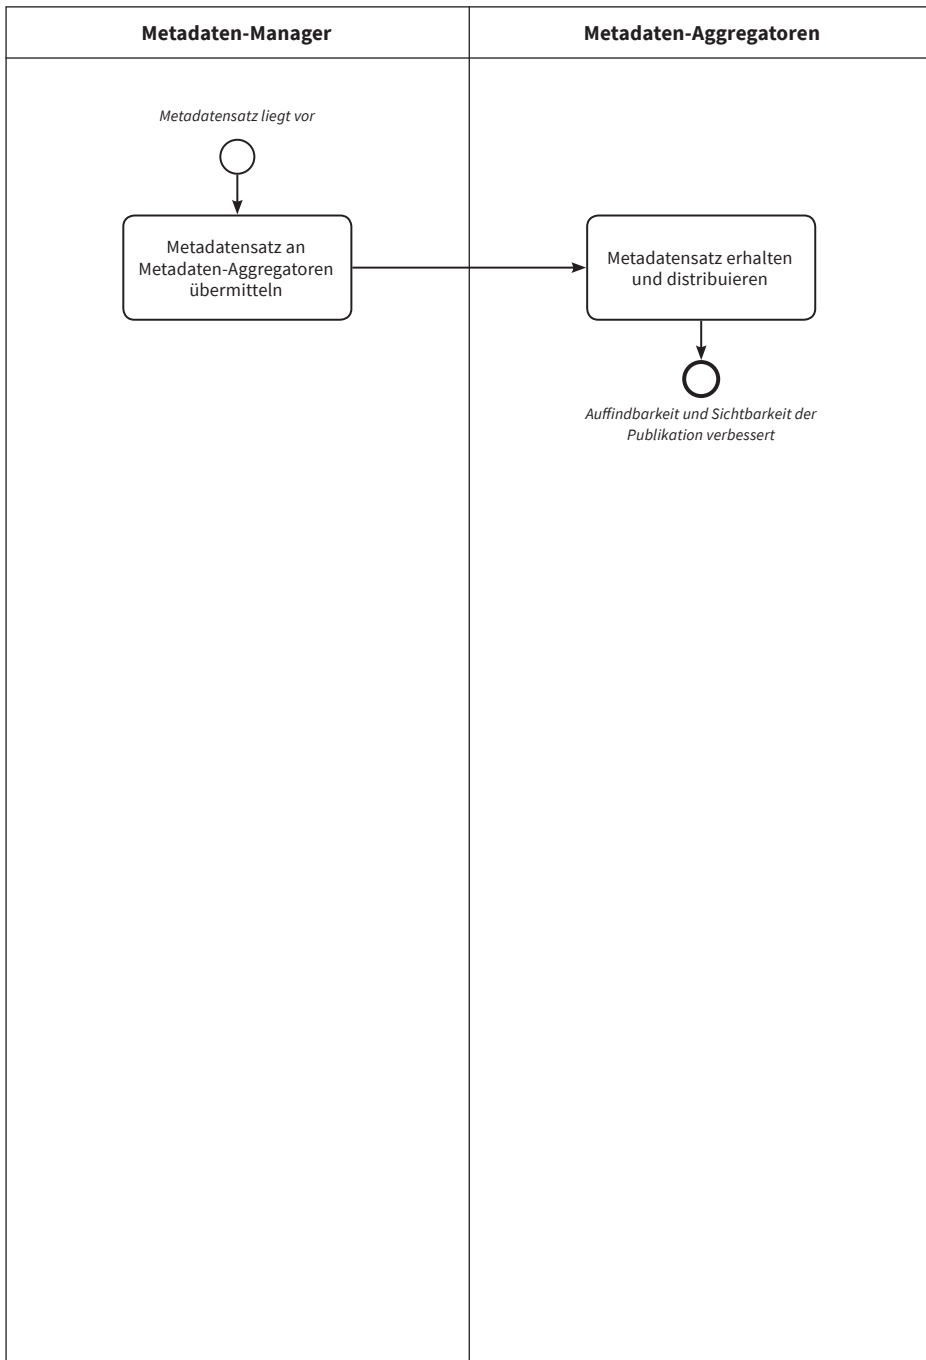 Metadaten-Manager
Metadaten-Aggregatoren
Metadatensatz liegt vor
Metadatensatz an
Metadaten-Aggregatoren
übermitteln
Metadatensatz erhalten
und distribuieren
Auffindbarkeit und Sichtbarkeit der
Publikation verbessert